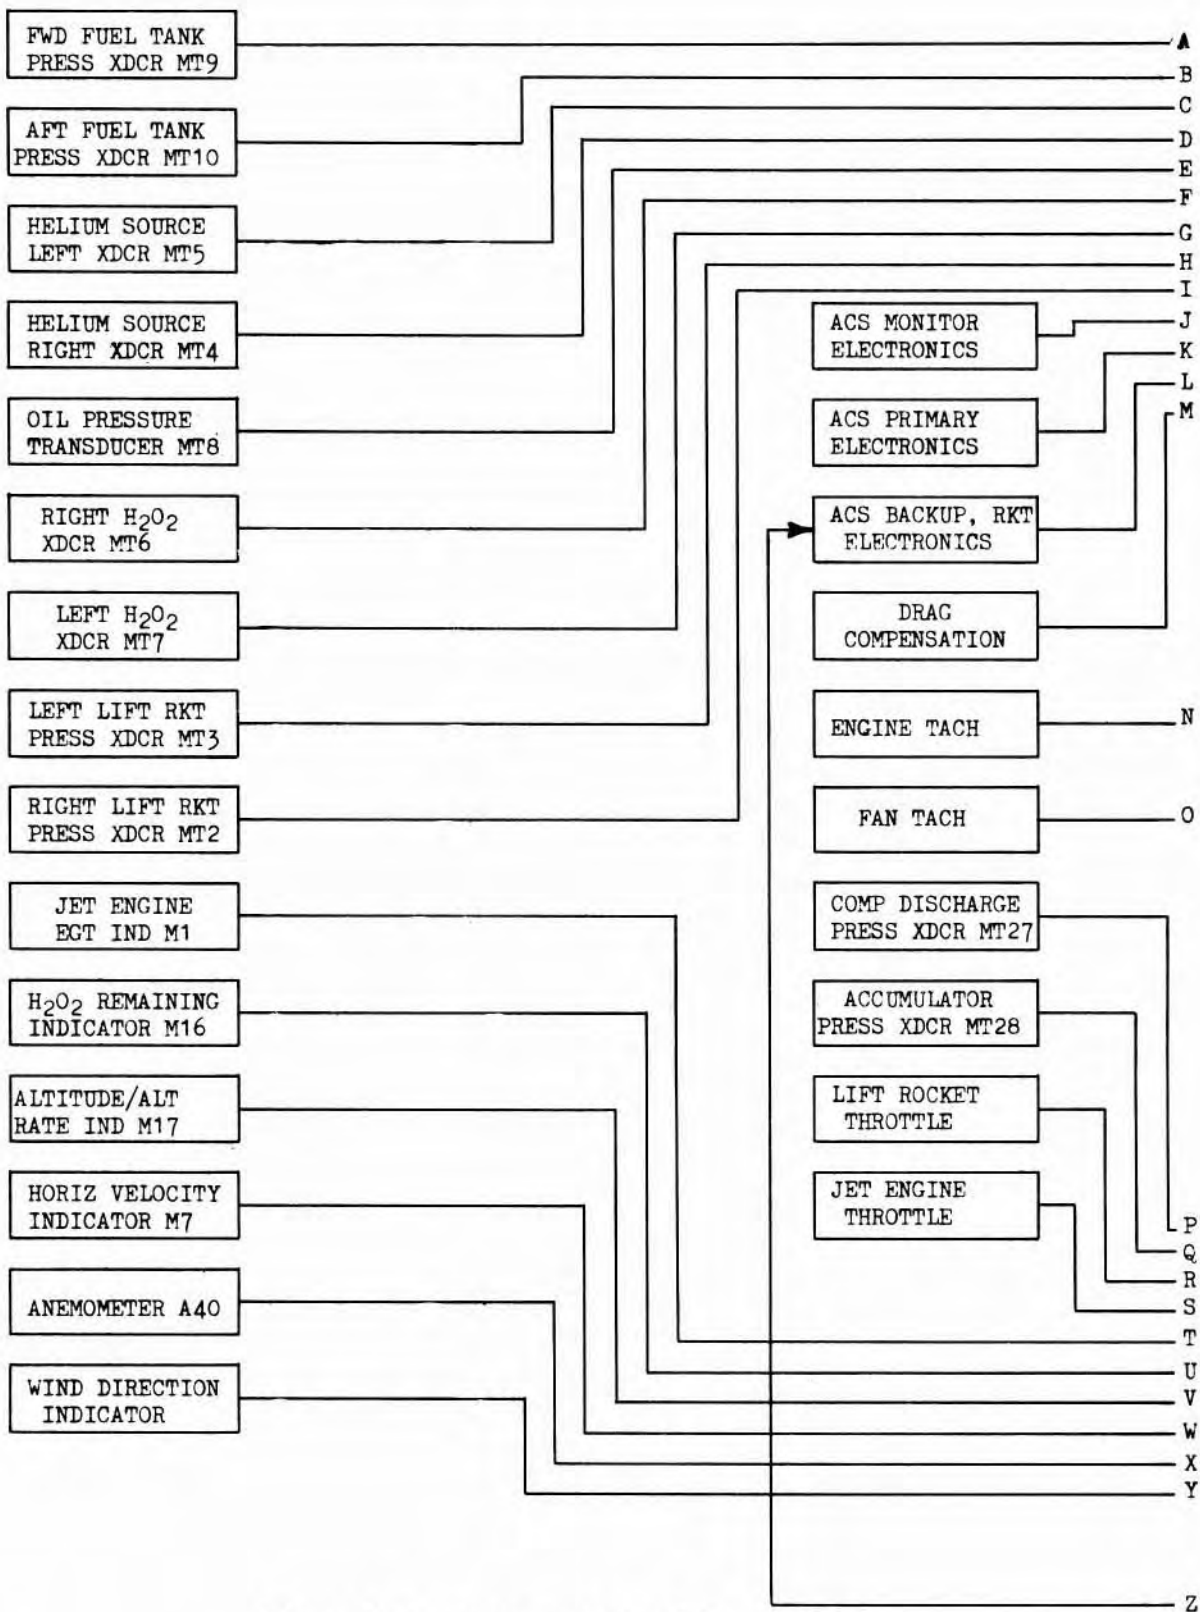 FWD FUEL TANK
PRESS XDCR MT9
AFT FUEL TANK
PRESS XDCR MT10
HELIUM SOURCE
LEFT XDCR MT5
HELIUM SOURCE
RIGHT XDCR MT4
OIL PRESSURE
TRANSDUCER MT8
RIGHT H2O2
XDCR MT6
LEFT H2O2
XDCR MT7
LEFT LIFT RKT
PRESS XDCR MT3
RIGHT LIFT RKT
PRESS XDCR MT2
JET ENGINE
EGT IND M1
H2O2 REMAINING
INDICATOR M16
ALTITUDE/ALT
RATE IND M17
HORIZ VELOCITY
INDICATOR M7
ANEMOMETER A40
WIND DIRECTION
INDICATOR
ACS MONITOR
ELECTRONICS
ACS PRIMARY
ELECTRONICS
ACS BACKUP, RKT
ELECTRONICS
DRAG
COMPENSATION
ENGINE TACH
FAN TACH
COMP DISCHARGE
PRESS XDCR MT27
ACCUMULATOR
PRESS XDCR MT28
LIFT ROCKET
THROTTLE
JET ENGINE
THROTTLE
A
B
C
D
E
F
G
H
I
J
K
L
M
N
O
P
Q
R
S
T
U
V
W
X
Y
Z